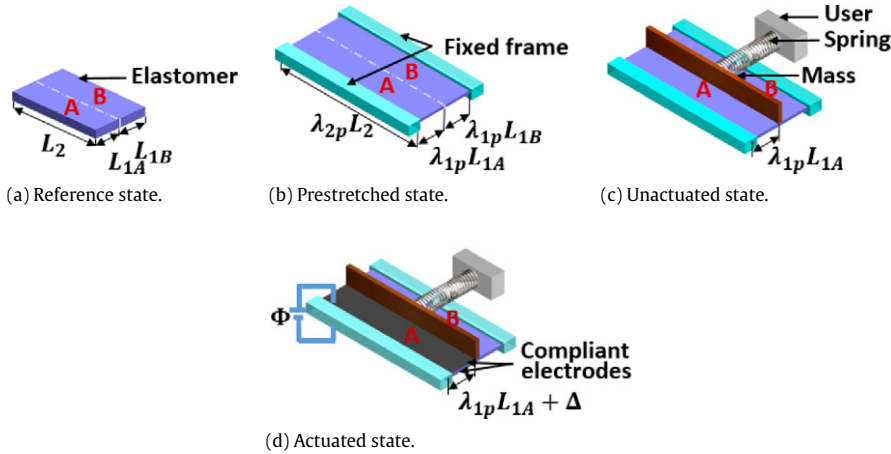 Elastomer
A
B
L₂
L₁A
L₁B
(a) Reference state.
Fixed frame
A
B
λ₂pL₂
λ₁pL₁B
λ₁pL₁A
(b) Prestretched state.
User
Spring
Mass
A
B
λ₁pL₁A
(c) Unactuated state.
Φ
A
B
Compliant
electrodes
λ₁pL₁A + Δ
(d) Actuated state.